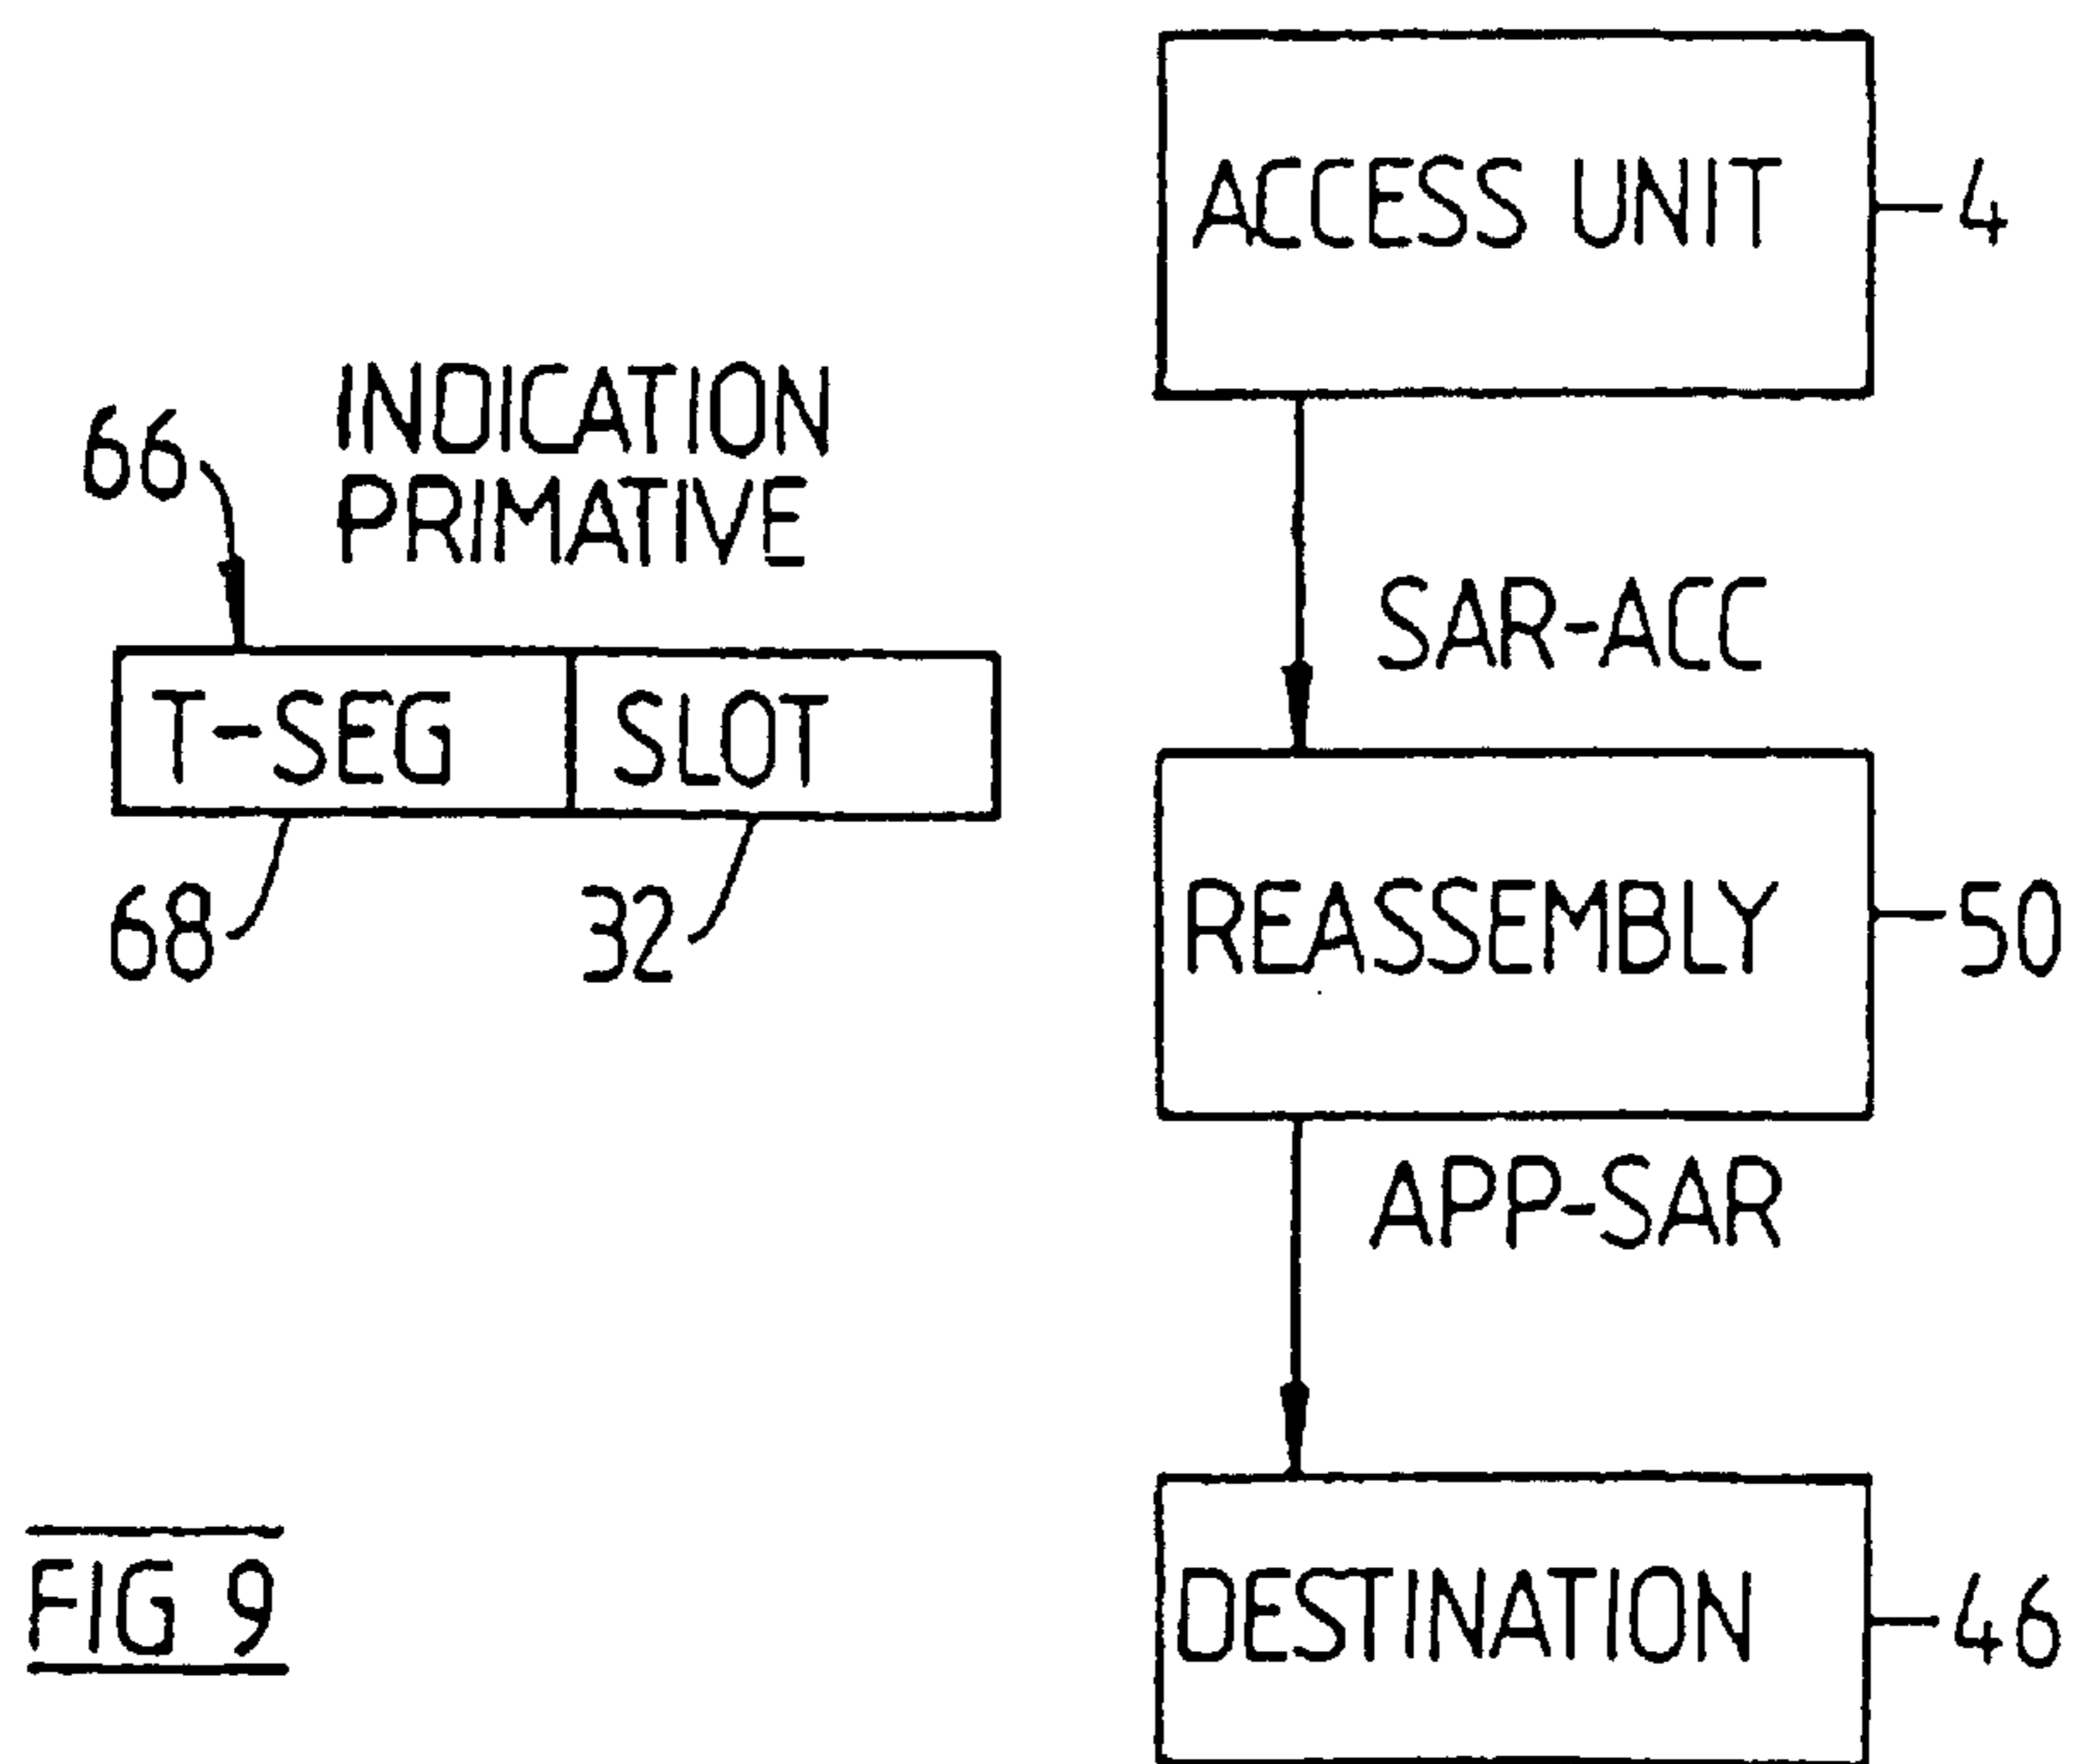 ACCESS UNIT
4
INDICATION
PRIMATIVE
66
SAR-ACC
T-SEG
SLOT
68
32
REASSEMBLY
50
APP-SAR
DESTINATION
46
FIG 9